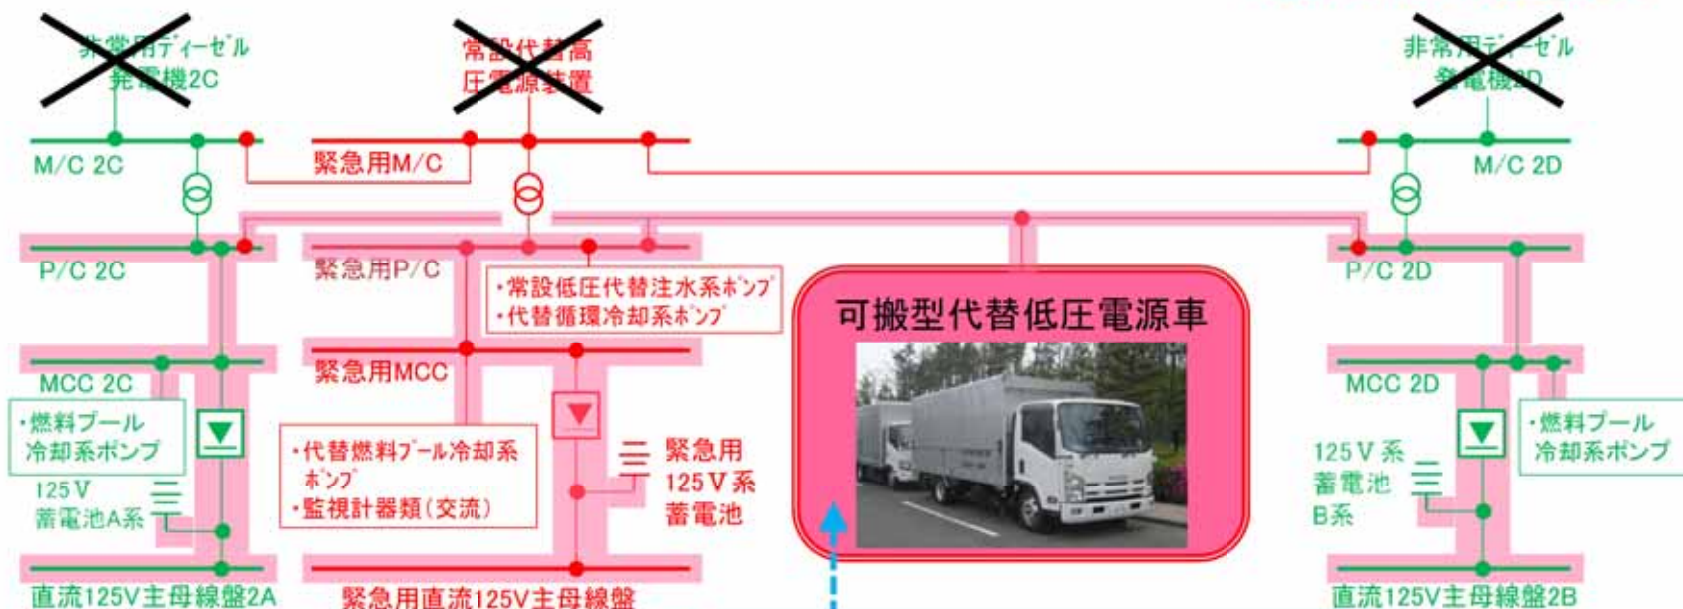 非常用ディーゼル
発電機2C
常設代替高
圧電源装置
非常用ディーゼル
発電機2D
M/C 2C
緊急用M/C
M/C 2D
P/C 2C
緊急用P/C
P/C 2D
・常設低圧代替注水系ポンプ
・代替循環冷却系ポンプ
可搬型代替低圧電源車
MCC 2C
緊急用MCC
MCC 2D
・燃料プール
冷却系ポンプ
・代替燃料プール冷却系
ポンプ
・監視計器類(交流)
緊急用
125V系
蓄電池
・燃料プール
冷却系ポンプ
125V
蓄電池A系
125V系
蓄電池
B系
直流125V主母線盤2A
緊急用直流125V主母線盤
直流125V主母線盤2B